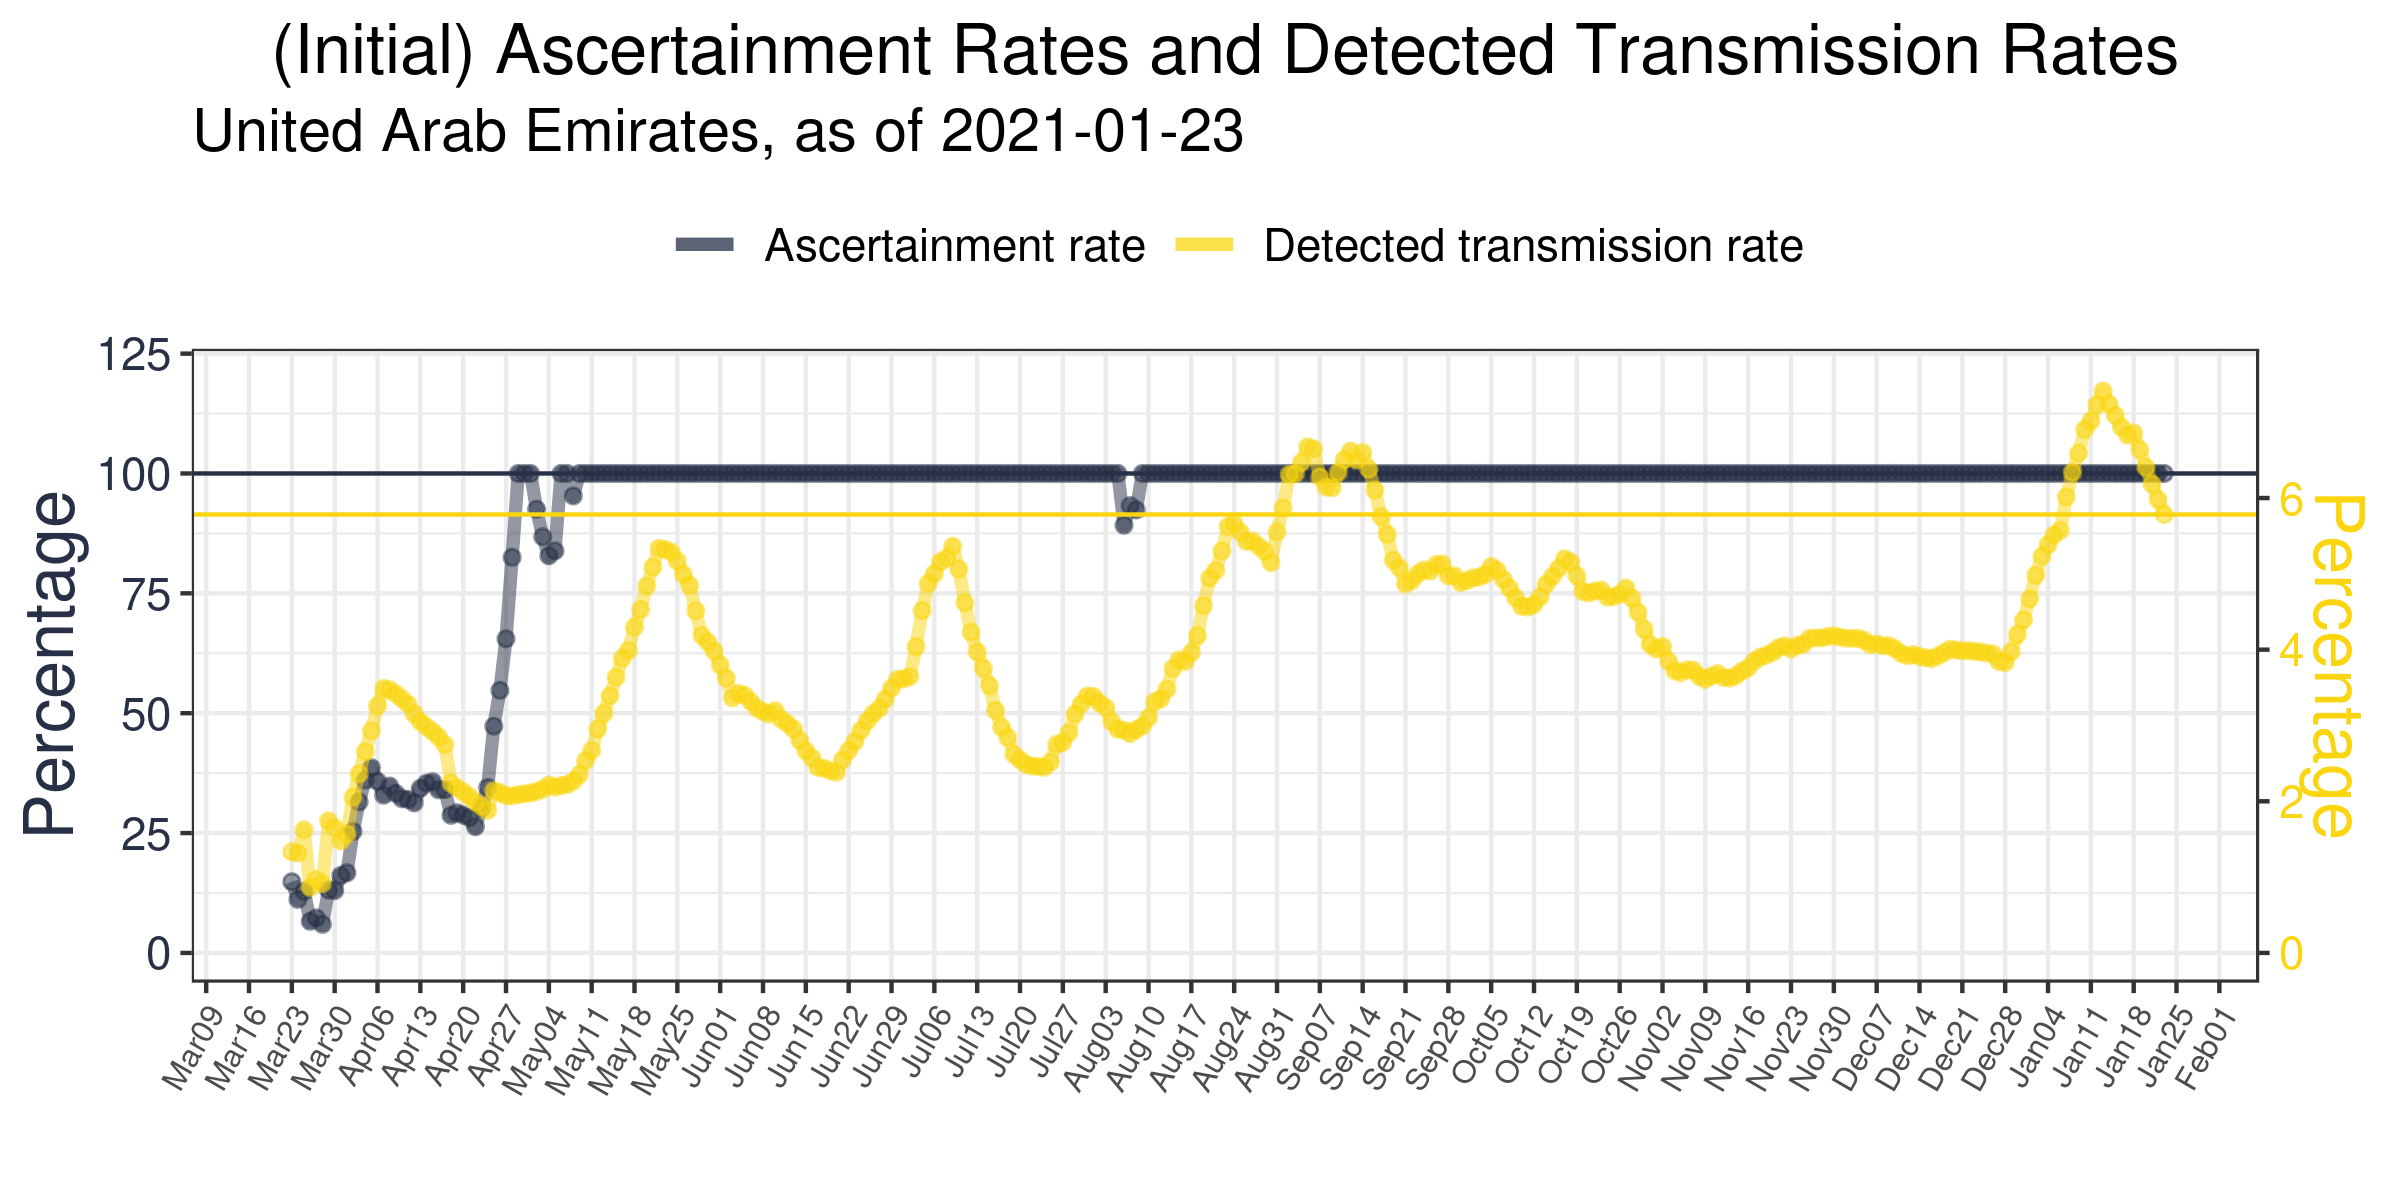 (Initial) Ascertainment Rates and Detected Transmission Rates
United Arab Emirates, as of 2021-01-23
Ascertainment rate
Detected transmission rate
125
100
75
50
25
0
Percentage
6
4
2
0
Percentage
Mar09
Mar16
Mar23
Mar30
Apr06
Apr13
Apr20
Apr27
May04
May11
May18
May25
Jun01
Jun08
Jun15
Jun22
Jun29
Jul06
Jul13
Jul20
Jul27
Aug03
Aug10
Aug17
Aug24
Aug31
Sep07
Sep14
Sep21
Sep28
Oct05
Oct12
Oct19
Oct26
Nov02
Nov09
Nov16
Nov23
Nov30
Dec07
Dec14
Dec21
Dec28
Jan04
Jan11
Jan18
Jan25
Feb01